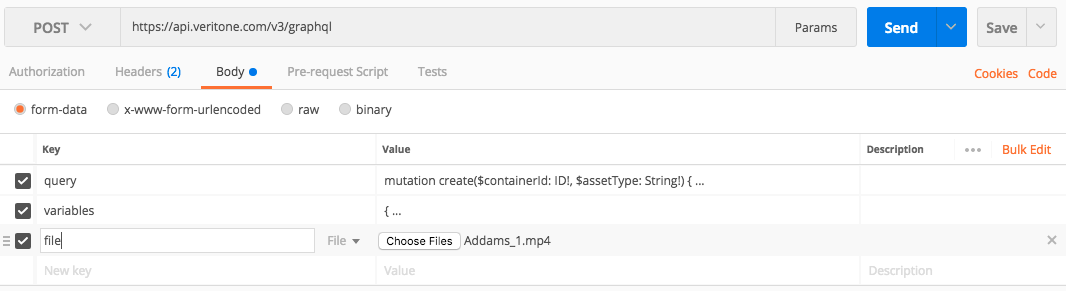 POST https://api.veritone.com/v3/graphql Params Send Save
Authorization Headers (2) Body Pre-request Script Tests Cookies Code
form-data x-www-form-urlencoded raw binary
Key Value Description ••• Bulk Edit
query mutation create($containerId: ID!, $assetType: String!) { ...
variables { ...
file File Choose Files Addams_1.mp4
New key Value Description